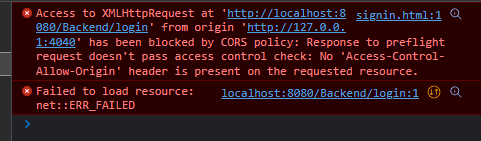 Access to XMLHttpRequest at 'http://localhost:8 signin.html:1
080/Backend/login' from origin 'http://127.0.0.
1:4040' has been blocked by CORS policy: Response to preflight
request doesn't pass access control check: No 'Access-Control-
Allow-Origin' header is present on the requested resource.
Failed to load resource: localhost:8080/Backend/login:1
net::ERR_FAILED